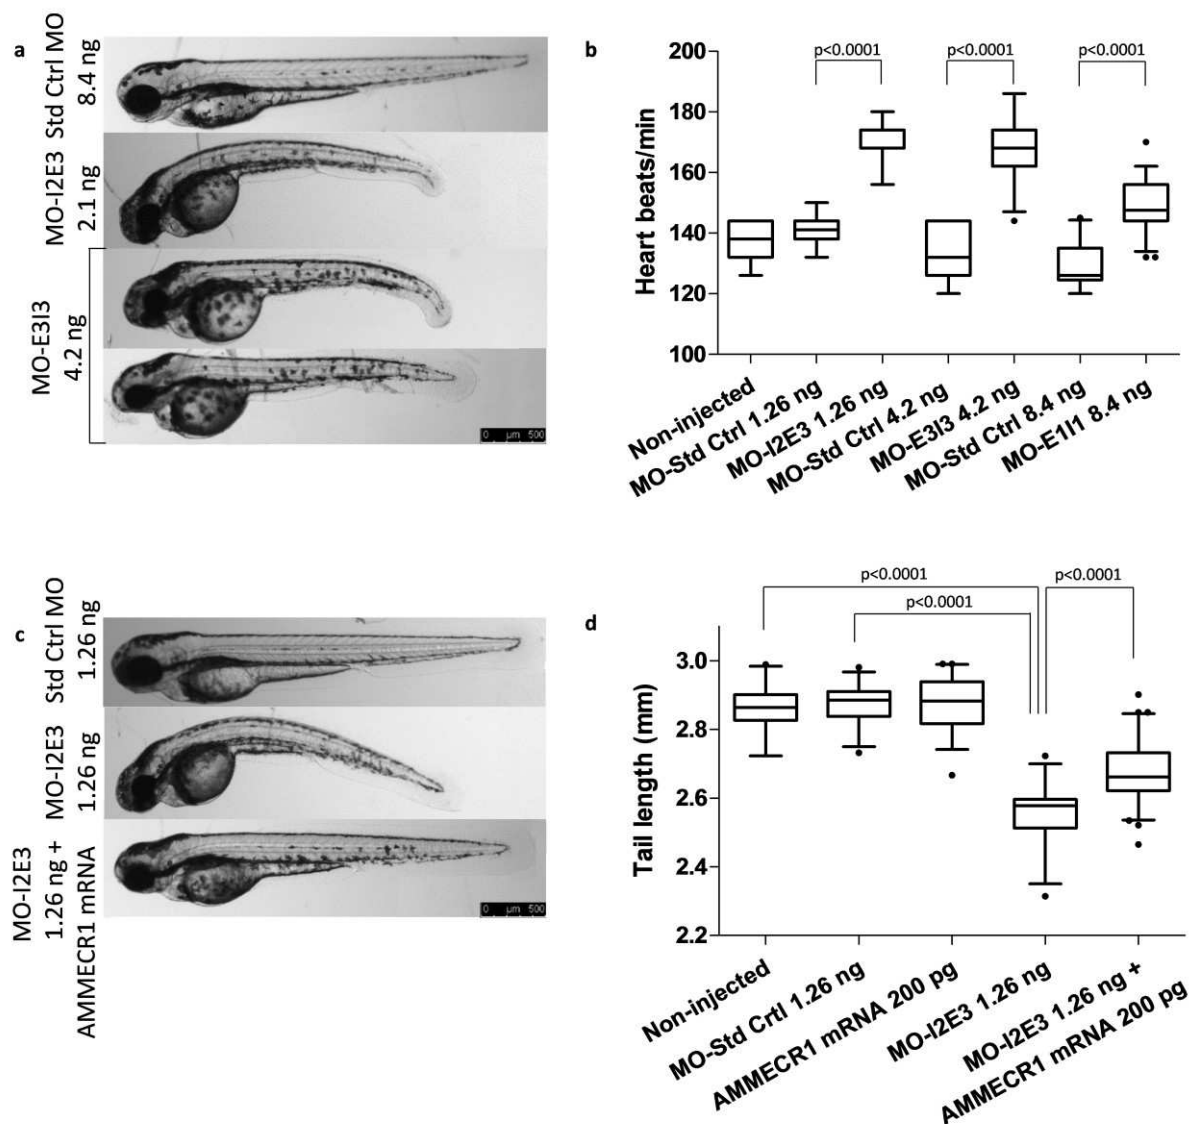 a
Std Ctrl MO
8.4 ng
MO-I2E3
2.1 ng
MO-E3I3
4.2 ng
0 µm 500
b
Heart beats/min
200
180
160
140
120
100
p<0.0001
p<0.0001
p<0.0001
Non-injected
MO-Std Ctrl 1.26 ng
MO-I2E3 1.26 ng
MO-Std Ctrl 4.2 ng
MO-E3I3 4.2 ng
MO-Std Ctrl 8.4 ng
MO-E1I1 8.4 ng
c
Std Ctrl MO
1.26 ng
MO-I2E3
1.26 ng
MO-I2E3
1.26 ng +
AMMECR1 mRNA
0 µm 500
d
Tail length (mm)
3.0
2.8
2.6
2.4
2.2
p<0.0001
p<0.0001
p<0.0001
Non-injected
MO-Std Crtl 1.26 ng
AMMECR1 mRNA 200 pg
MO-I2E3 1.26 ng
MO-I2E3 1.26 ng +
AMMECR1 mRNA 200 pg